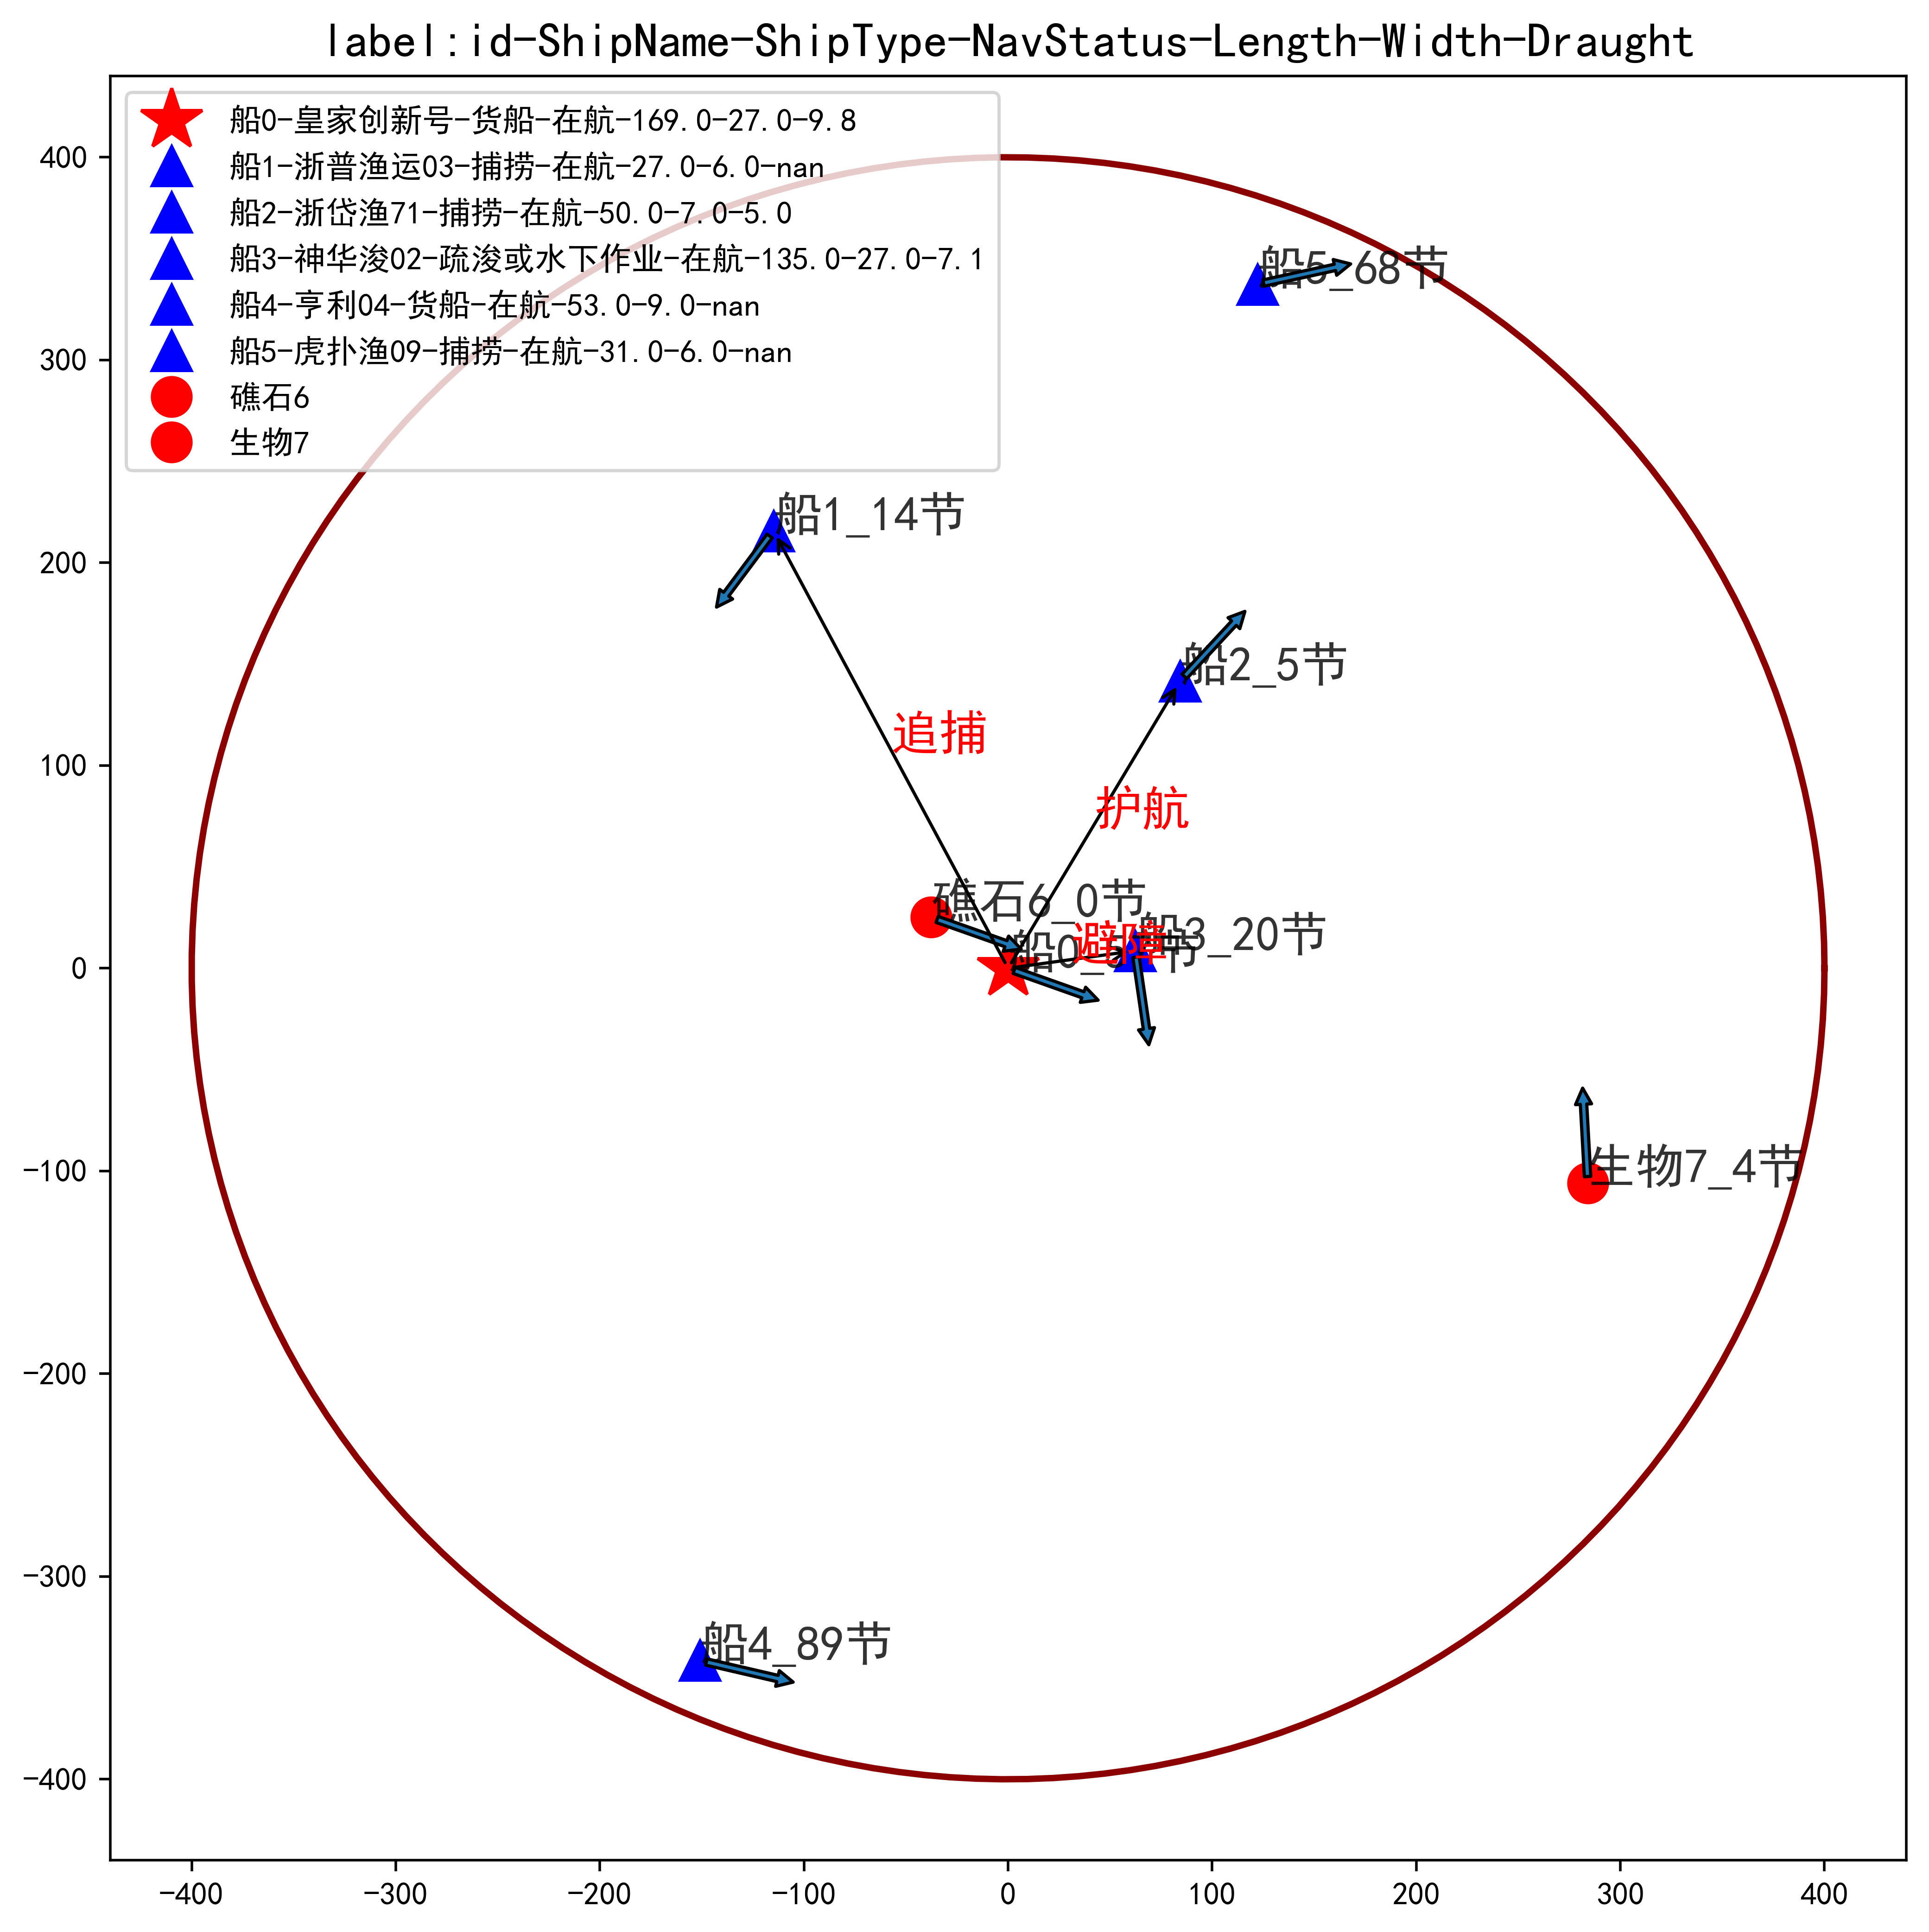 label:id-ShipName-ShipType-NavStatus-Length-Width-Draught
船0-皇家创新号-货船-在航-169.0-27.0-9.8
船1-浙普渔运03-捕捞-在航-27.0-6.0-nan
船2-浙岱渔71-捕捞-在航-50.0-7.0-5.0
船3-神华浚02-疏浚或水下作业-在航-135.0-27.0-7.1
船4-亨利04-货船-在航-53.0-9.0-nan
船5-虎扑渔09-捕捞-在航-31.0-6.0-nan
礁石6
生物7
400
300
200
100
0
-100
-200
-300
-400
船5_68节
船1_14节
船2_5节
追捕
护航
礁石6_0节
船3_20节
避障
生物7_4节
船4_89节
-400
-300
-200
-100
0
100
200
300
400